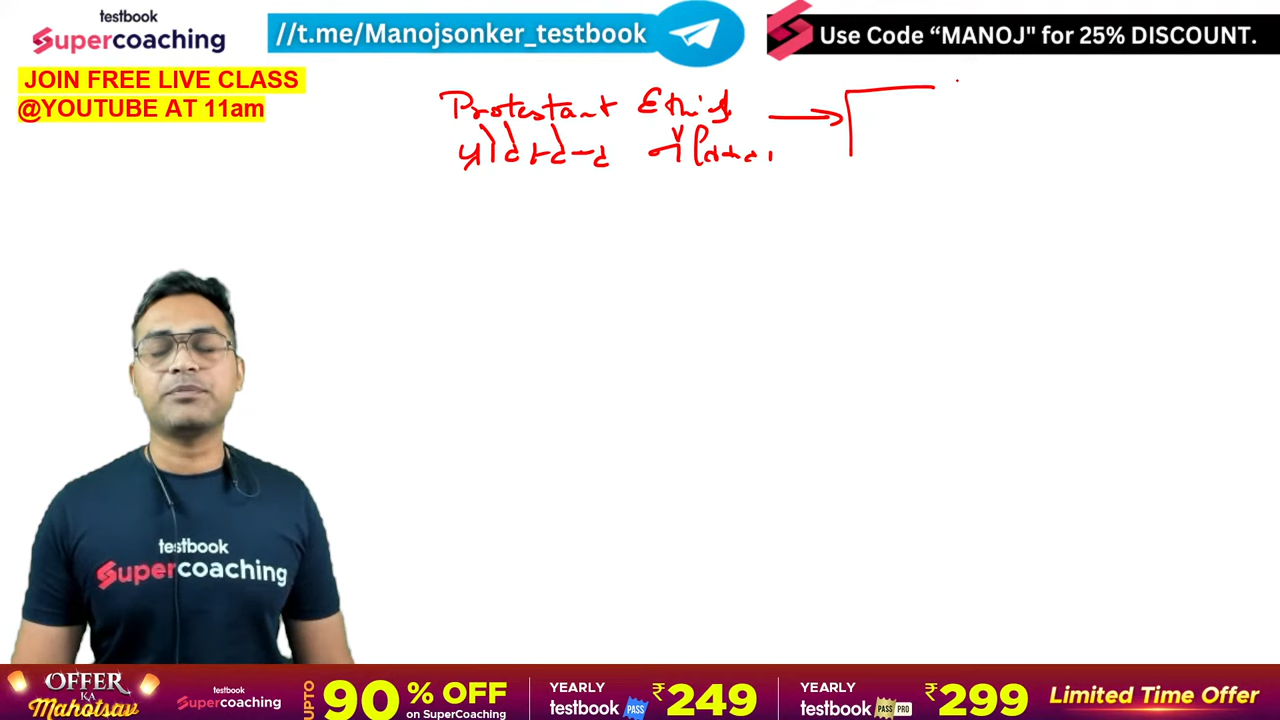 testbook
Supercoaching
//t.me/Manojsonker_testbook
Use Code “MANOJ" for 25% DISCOUNT.
JOIN FREE LIVE CLASS
@YOUTUBE AT 11am
Protestant Ethics
testbook
Supercoaching
OFFER
KA
Mahotsav
testbook
Supercoaching
UPTO 90% OFF
on SuperCoaching
YEARLY
testbook PASS
₹249
YEARLY
testbook PASS PRO
₹299
Limited Time Offer